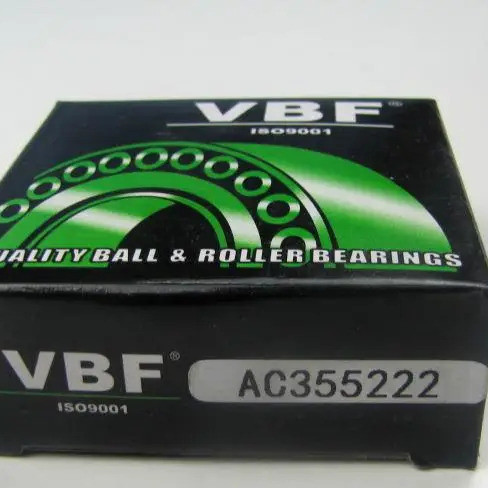 VBF®
ISO9001
UALITY BALL & ROLLER BEARINGS
VBF®
ISO9001
AC355222